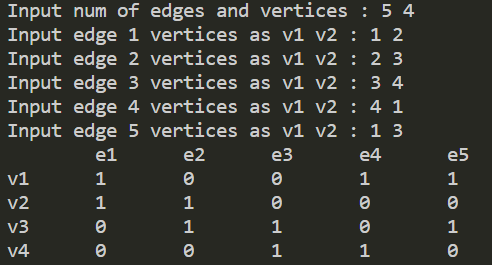 Input num of edges and vertices : 5 4
Input edge 1 vertices as v1 v2 : 1 2
Input edge 2 vertices as v1 v2 : 2 3
Input edge 3 vertices as v1 v2 : 3 4
Input edge 4 vertices as v1 v2 : 4 1
Input edge 5 vertices as v1 v2 : 1 3
e1 e2 e3 e4 e5
v1 1 0 0 1 1
v2 1 1 0 0 0
v3 0 1 1 0 1
v4 0 0 1 1 0